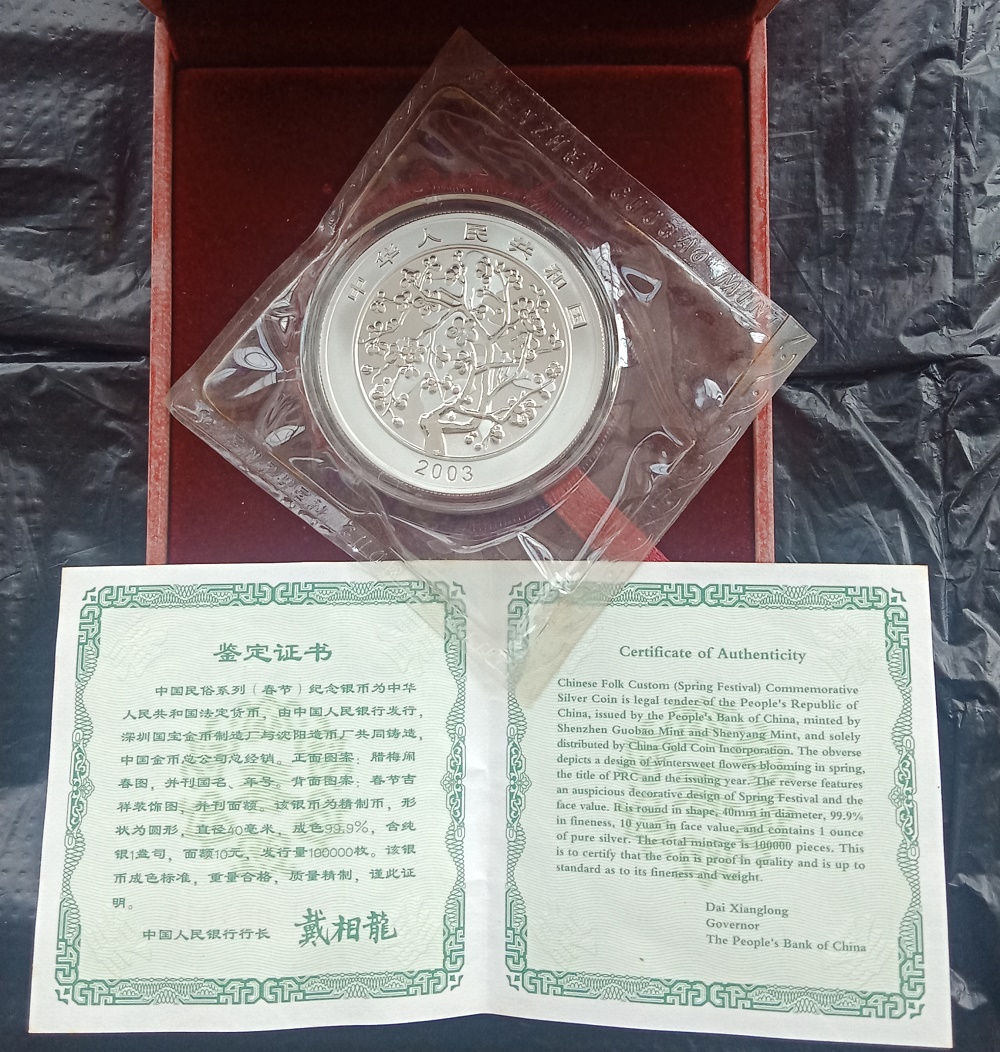 中华人民共和国
2003
鉴定证书
中国民俗系列(春节)纪念银币为中华
人民共和国法定货币,由中国人民银行发行,
深圳国宝金币制造厂与沈阳造币厂共同铸造,
中国金币总公司总经销。正面图案:腊梅闹
春图,并刊国名、年号。背面图案:春节吉
祥装饰图,并刊面额。该银币为精制币,形
状为圆形,直径40毫米,成色99.9%,含纯
银1盎司,面额10元,发行量100000枚。该银
币成色标准,重量合格,质量精制,谨此证
明。
中国人民银行行长 戴相龍
Certificate of Authenticity
Chinese Folk Custom (Spring Festival) Commemorative
Silver Coin is legal tender of the People's Republic of
China, issued by the People's Bank of China, minted by
Shenzhen Guobao Mint and Shenyang Mint, and solely
distributed by China Gold Coin Incorporation. The obverse
depicts a design of wintersweet flowers blooming in spring,
the title of PRC and the issuing year. The reverse features
an auspicious decorative design of Spring Festival and the
face value. It is round in shape, 40mm in diameter, 99.9%
in fineness, 10 yuan in face value, and contains 1 ounce
of pure silver. The total mintage is 100000 pieces. This
is to certify that the coin is proof in quality and is up to
standard as to its fineness and weight.
Dai Xianglong
Governor
The People's Bank of China